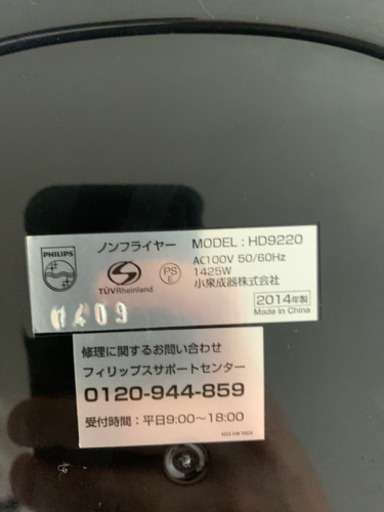 PHILIPS
ノンフライヤー MODEL : HD9220
AC100V 50/60Hz
1425W
小泉成器株式会社
S
TÜVRheinland
PS
E
2014年製
Made in China
修理に関するお問い合わせ
フィリップスサポートセンター
0120-944-859
受付時間：平日9:00〜18:00